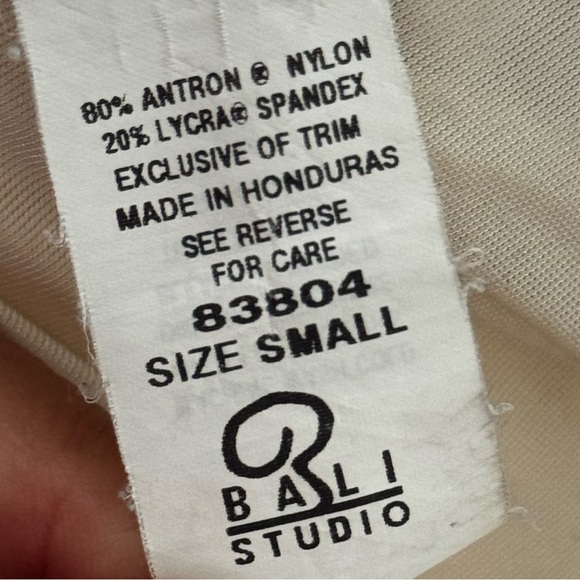 80% ANTRON ® NYLON
20% LYCRA® SPANDEX
EXCLUSIVE OF TRIM
MADE IN HONDURAS
SEE REVERSE
FOR CARE
83804
SIZE SMALL
B
BALI
STUDIO